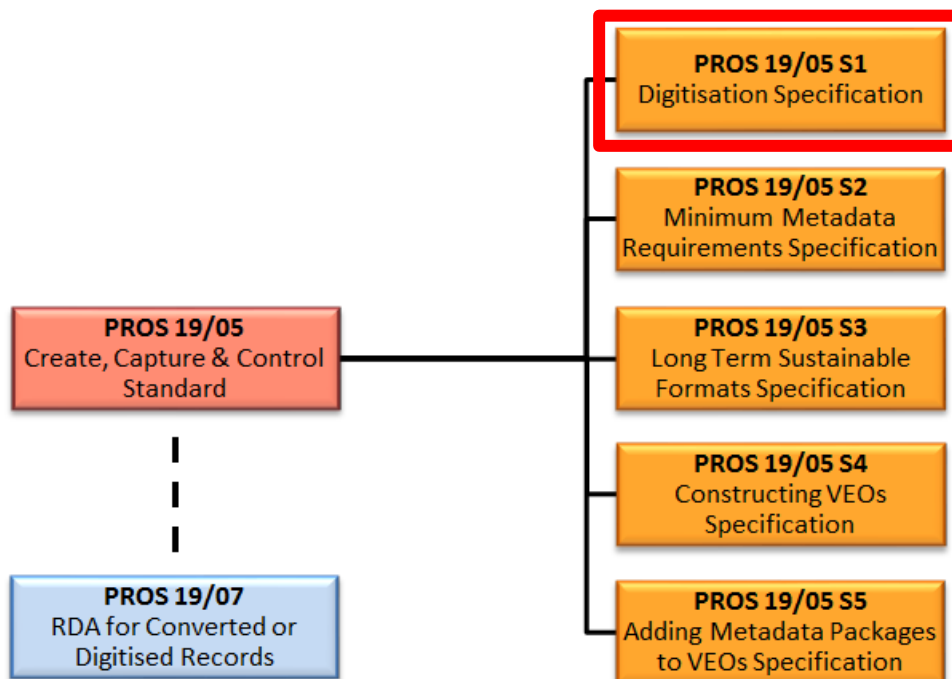 PROS 19/05 S1
Digitisation Specification
PROS 19/05 S2
Minimum Metadata
Requirements Specification
PROS 19/05
Create, Capture & Control
Standard
PROS 19/05 S3
Long Term Sustainable
Formats Specification
PROS 19/05 S4
Constructing VEOs
Specification
PROS 19/07
RDA for Converted or
Digitised Records
PROS 19/05 S5
Adding Metadata Packages
to VEOs Specification